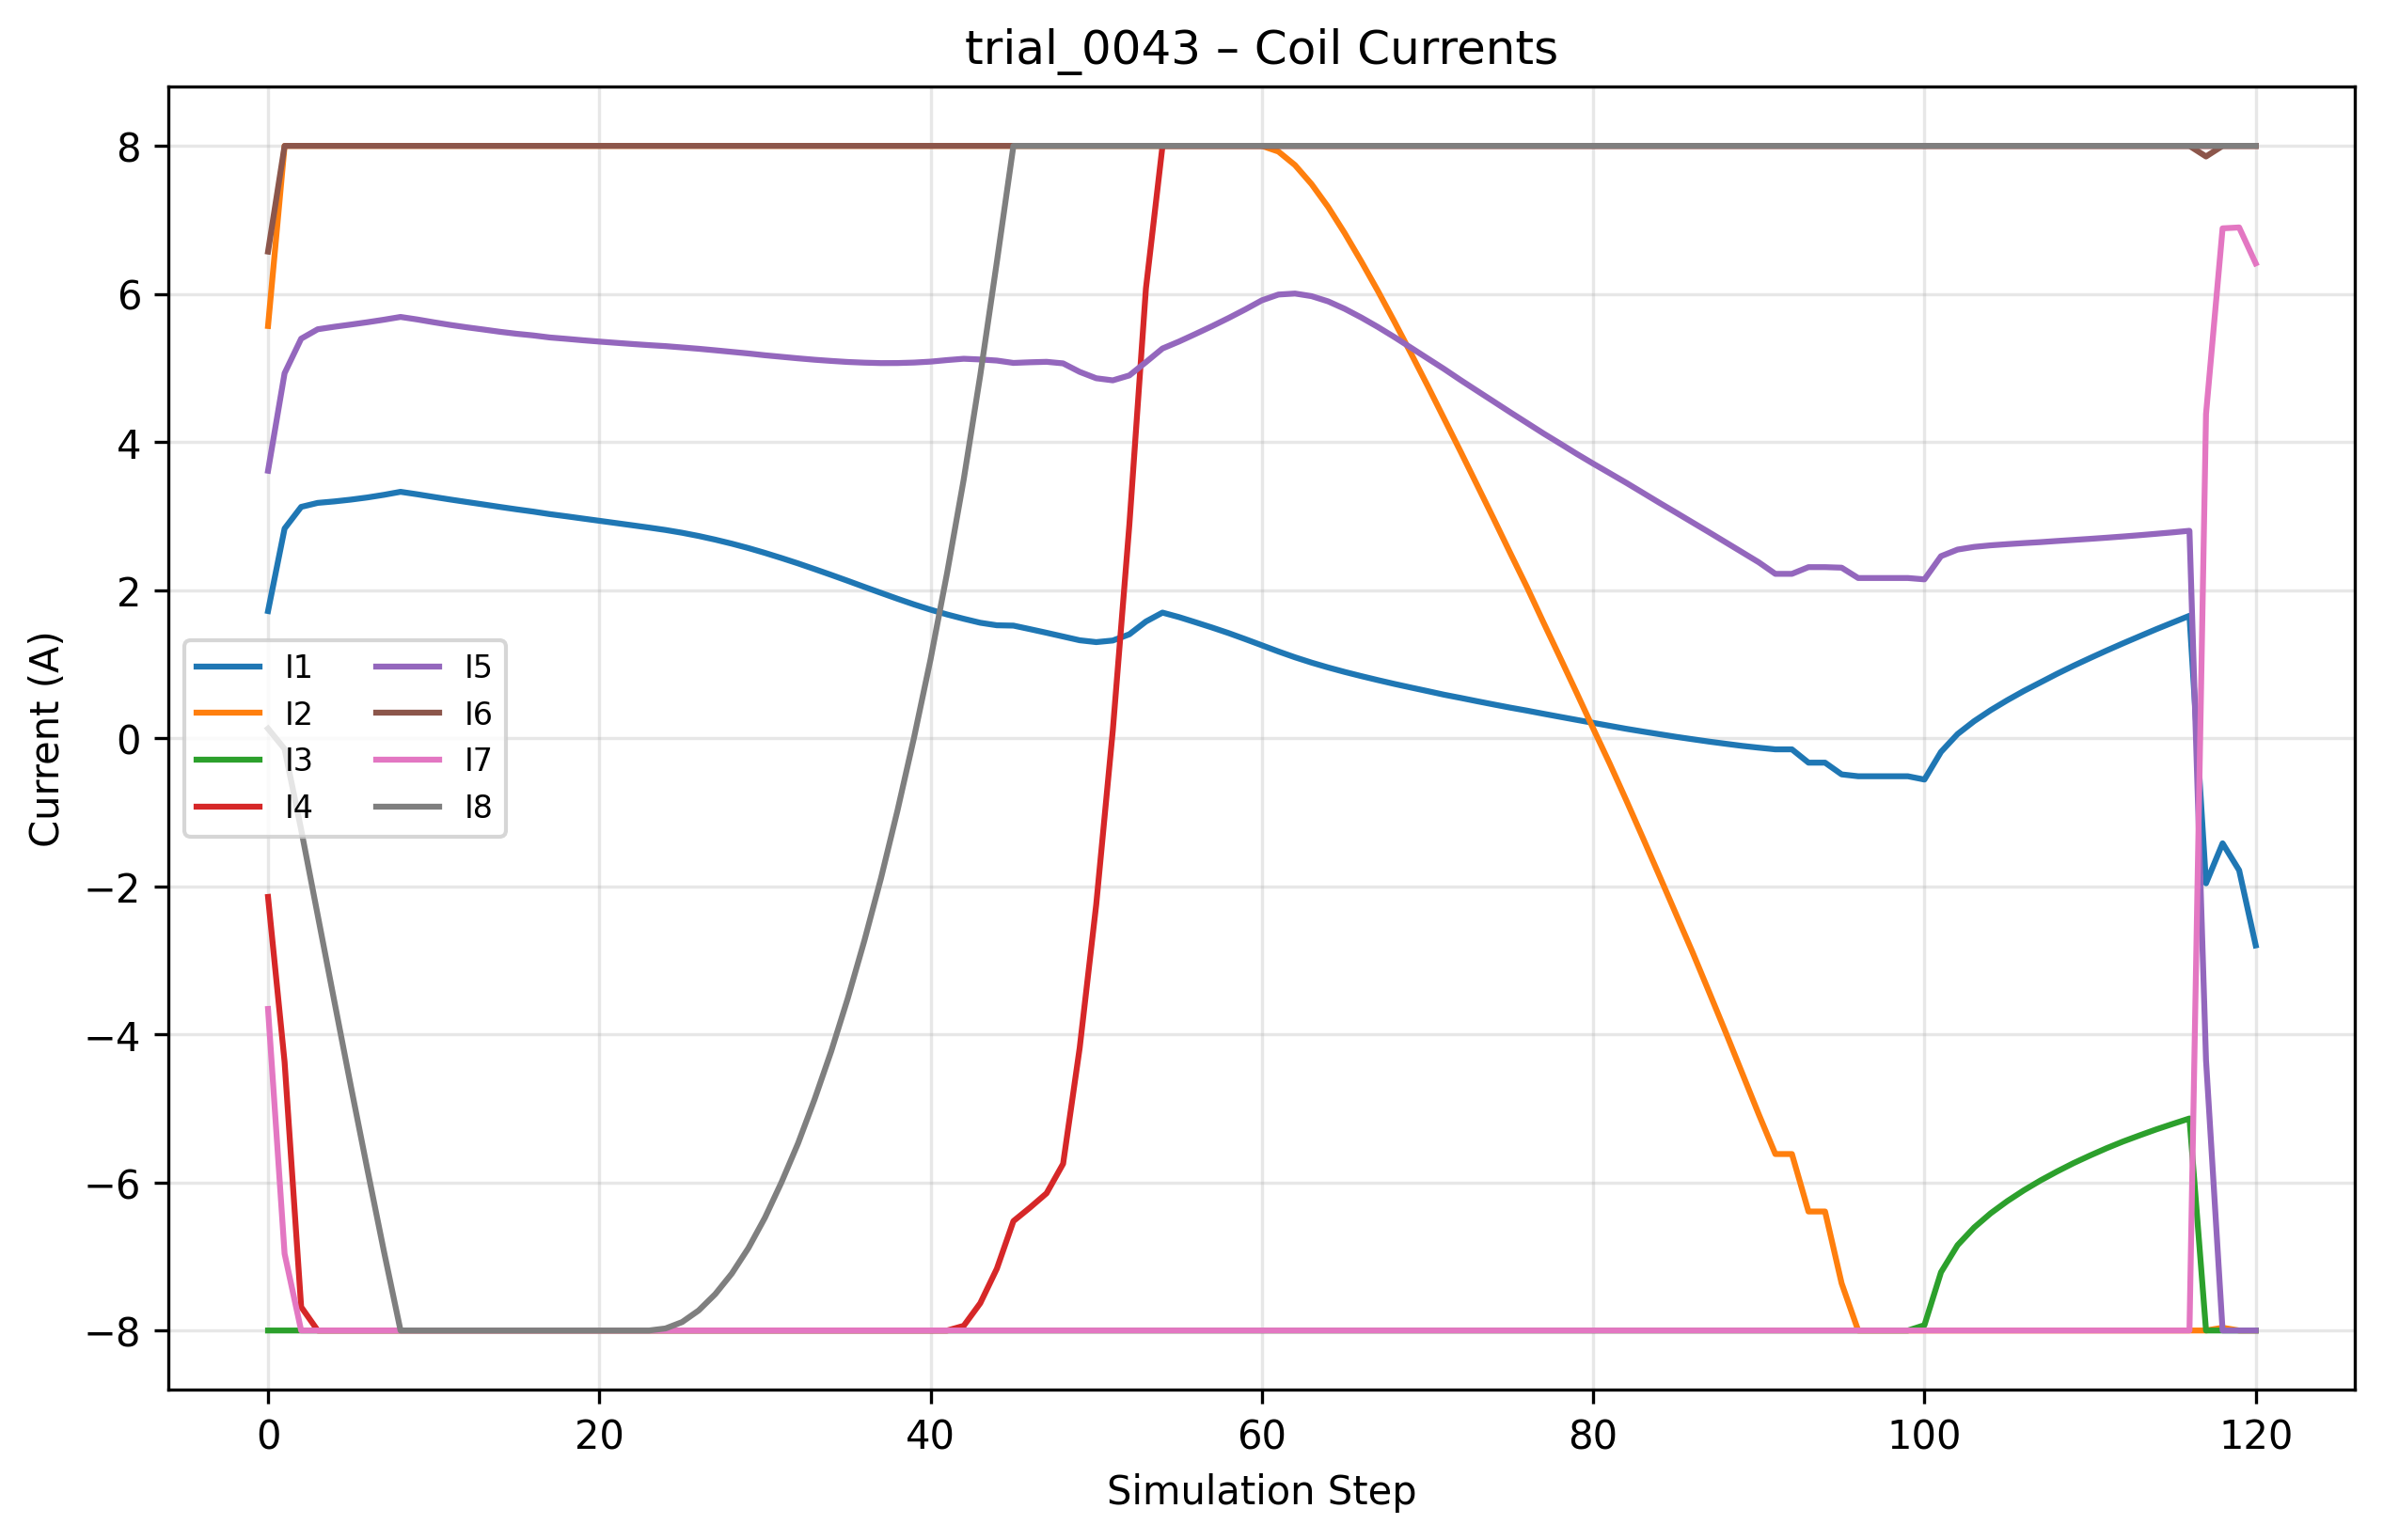 trial_0043 – Coil Currents
Current (A)
8
6
4
2
0
−2
−4
−6
−8
I1
I2
I3
I4
I5
I6
I7
I8
0
20
40
60
80
100
120
Simulation Step